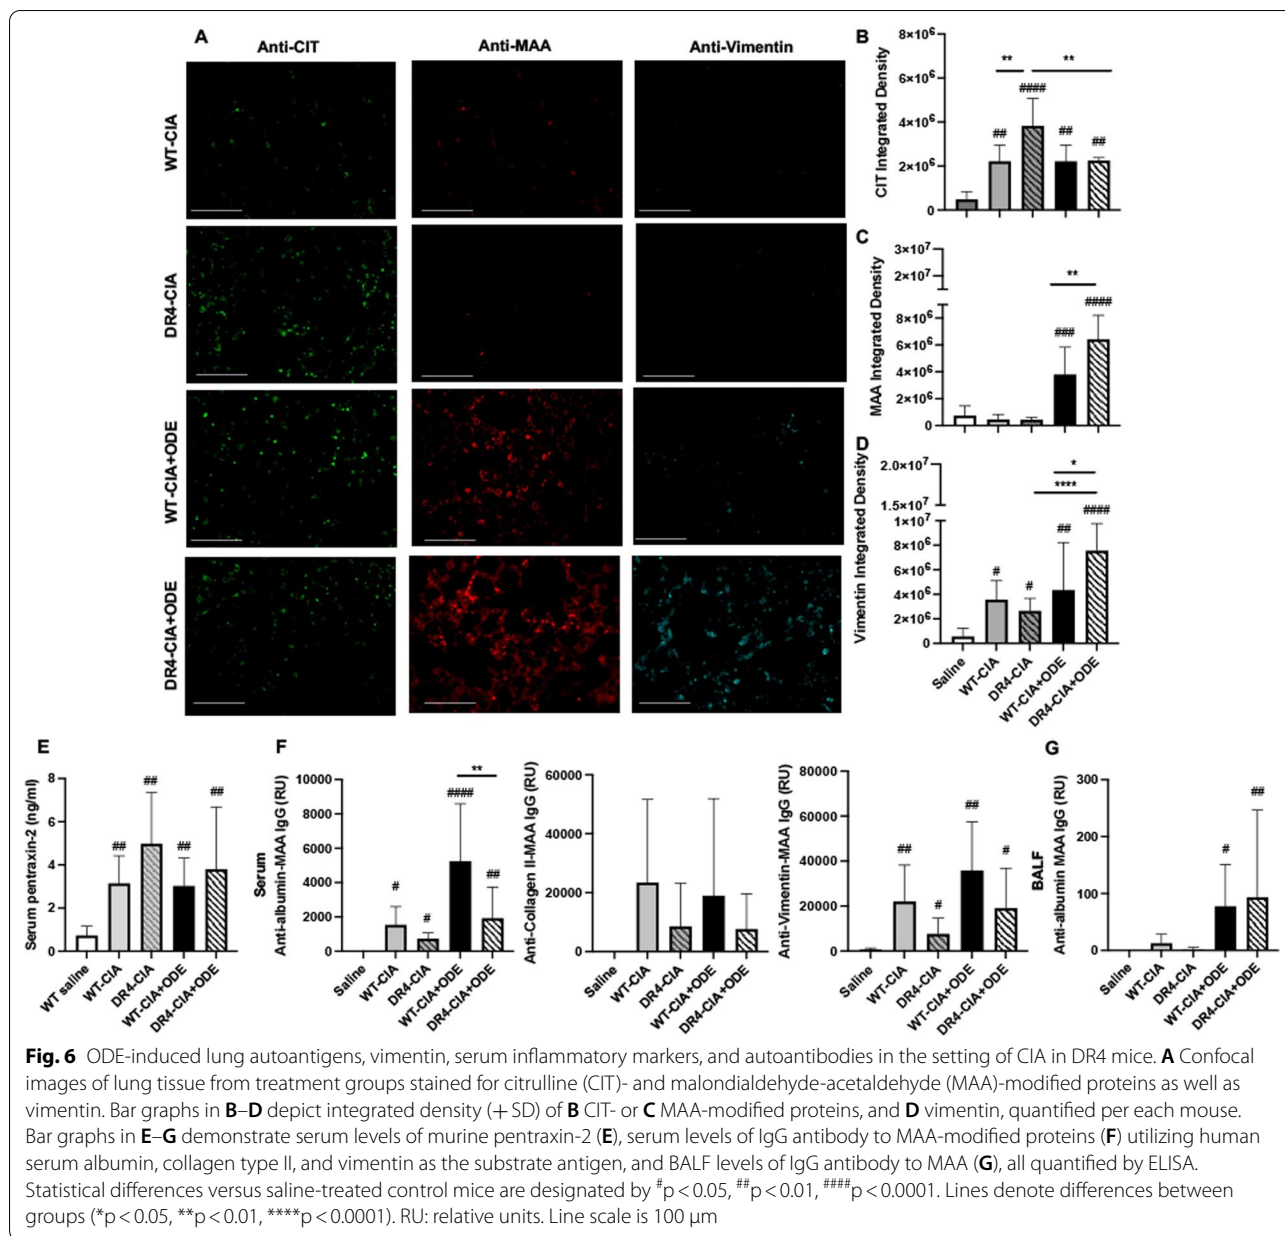 A
Anti-CIT
Anti-MAA
Anti-Vimentin
WT-CIA
DR4-CIA
WT-CIA+ODE
DR4-CIA+ODE
B
CIT Integrated Density
8×10⁶
6×10⁶
4×10⁶
2×10⁶
0
##
####
##
##
**
**
C
MAA Integrated Density
3×10⁷
2×10⁷
8×10⁶
6×10⁶
4×10⁶
2×10⁶
0
###
####
**
D
Vimentin Integrated Density
2.0×10⁷
1.5×10⁷
1×10⁷
8×10⁶
6×10⁶
4×10⁶
2×10⁶
0
#
#
##
####
*
****
Saline
WT-CIA
DR4-CIA
WT-CIA+ODE
DR4-CIA+ODE
E
Serum pentraxin-2 (ng/ml)
8
6
4
2
0
##
##
##
##
WT saline
WT-CIA
DR4-CIA
WT-CIA+ODE
DR4-CIA+ODE
F
Serum
Anti-albumin-MAA IgG (RU)
10000
8000
6000
4000
2000
0
#
#
####
##
**
Saline
WT-CIA
DR4-CIA
WT-CIA+ODE
DR4-CIA+ODE
Anti-Collagen II-MAA IgG (RU)
60000
40000
20000
0
Saline
WT-CIA
DR4-CIA
WT-CIA+ODE
DR4-CIA+ODE
Anti-Vimentin-MAA IgG (RU)
80000
60000
40000
20000
0
##
#
##
#
Saline
WT-CIA
DR4-CIA
WT-CIA+ODE
DR4-CIA+ODE
G
BALF
Anti-albumin MAA IgG (RU)
300
200
100
0
#
##
Saline
WT-CIA
DR4-CIA
WT-CIA+ODE
DR4-CIA+ODE
Fig. 6 ODE-induced lung autoantigens, vimentin, serum inflammatory markers, and autoantibodies in the setting of CIA in DR4 mice. A Confocal
images of lung tissue from treatment groups stained for citrulline (CIT)- and malondialdehyde-acetaldehyde (MAA)-modified proteins as well as
vimentin. Bar graphs in B–D depict integrated density (+ SD) of B CIT- or C MAA-modified proteins, and D vimentin, quantified per each mouse.
Bar graphs in E–G demonstrate serum levels of murine pentraxin-2 (E), serum levels of IgG antibody to MAA-modified proteins (F) utilizing human
serum albumin, collagen type II, and vimentin as the substrate antigen, and BALF levels of IgG antibody to MAA (G), all quantified by ELISA.
Statistical differences versus saline-treated control mice are designated by #p < 0.05, ##p < 0.01, ####p < 0.0001. Lines denote differences between
groups (*p < 0.05, **p < 0.01, ****p < 0.0001). RU: relative units. Line scale is 100 μm